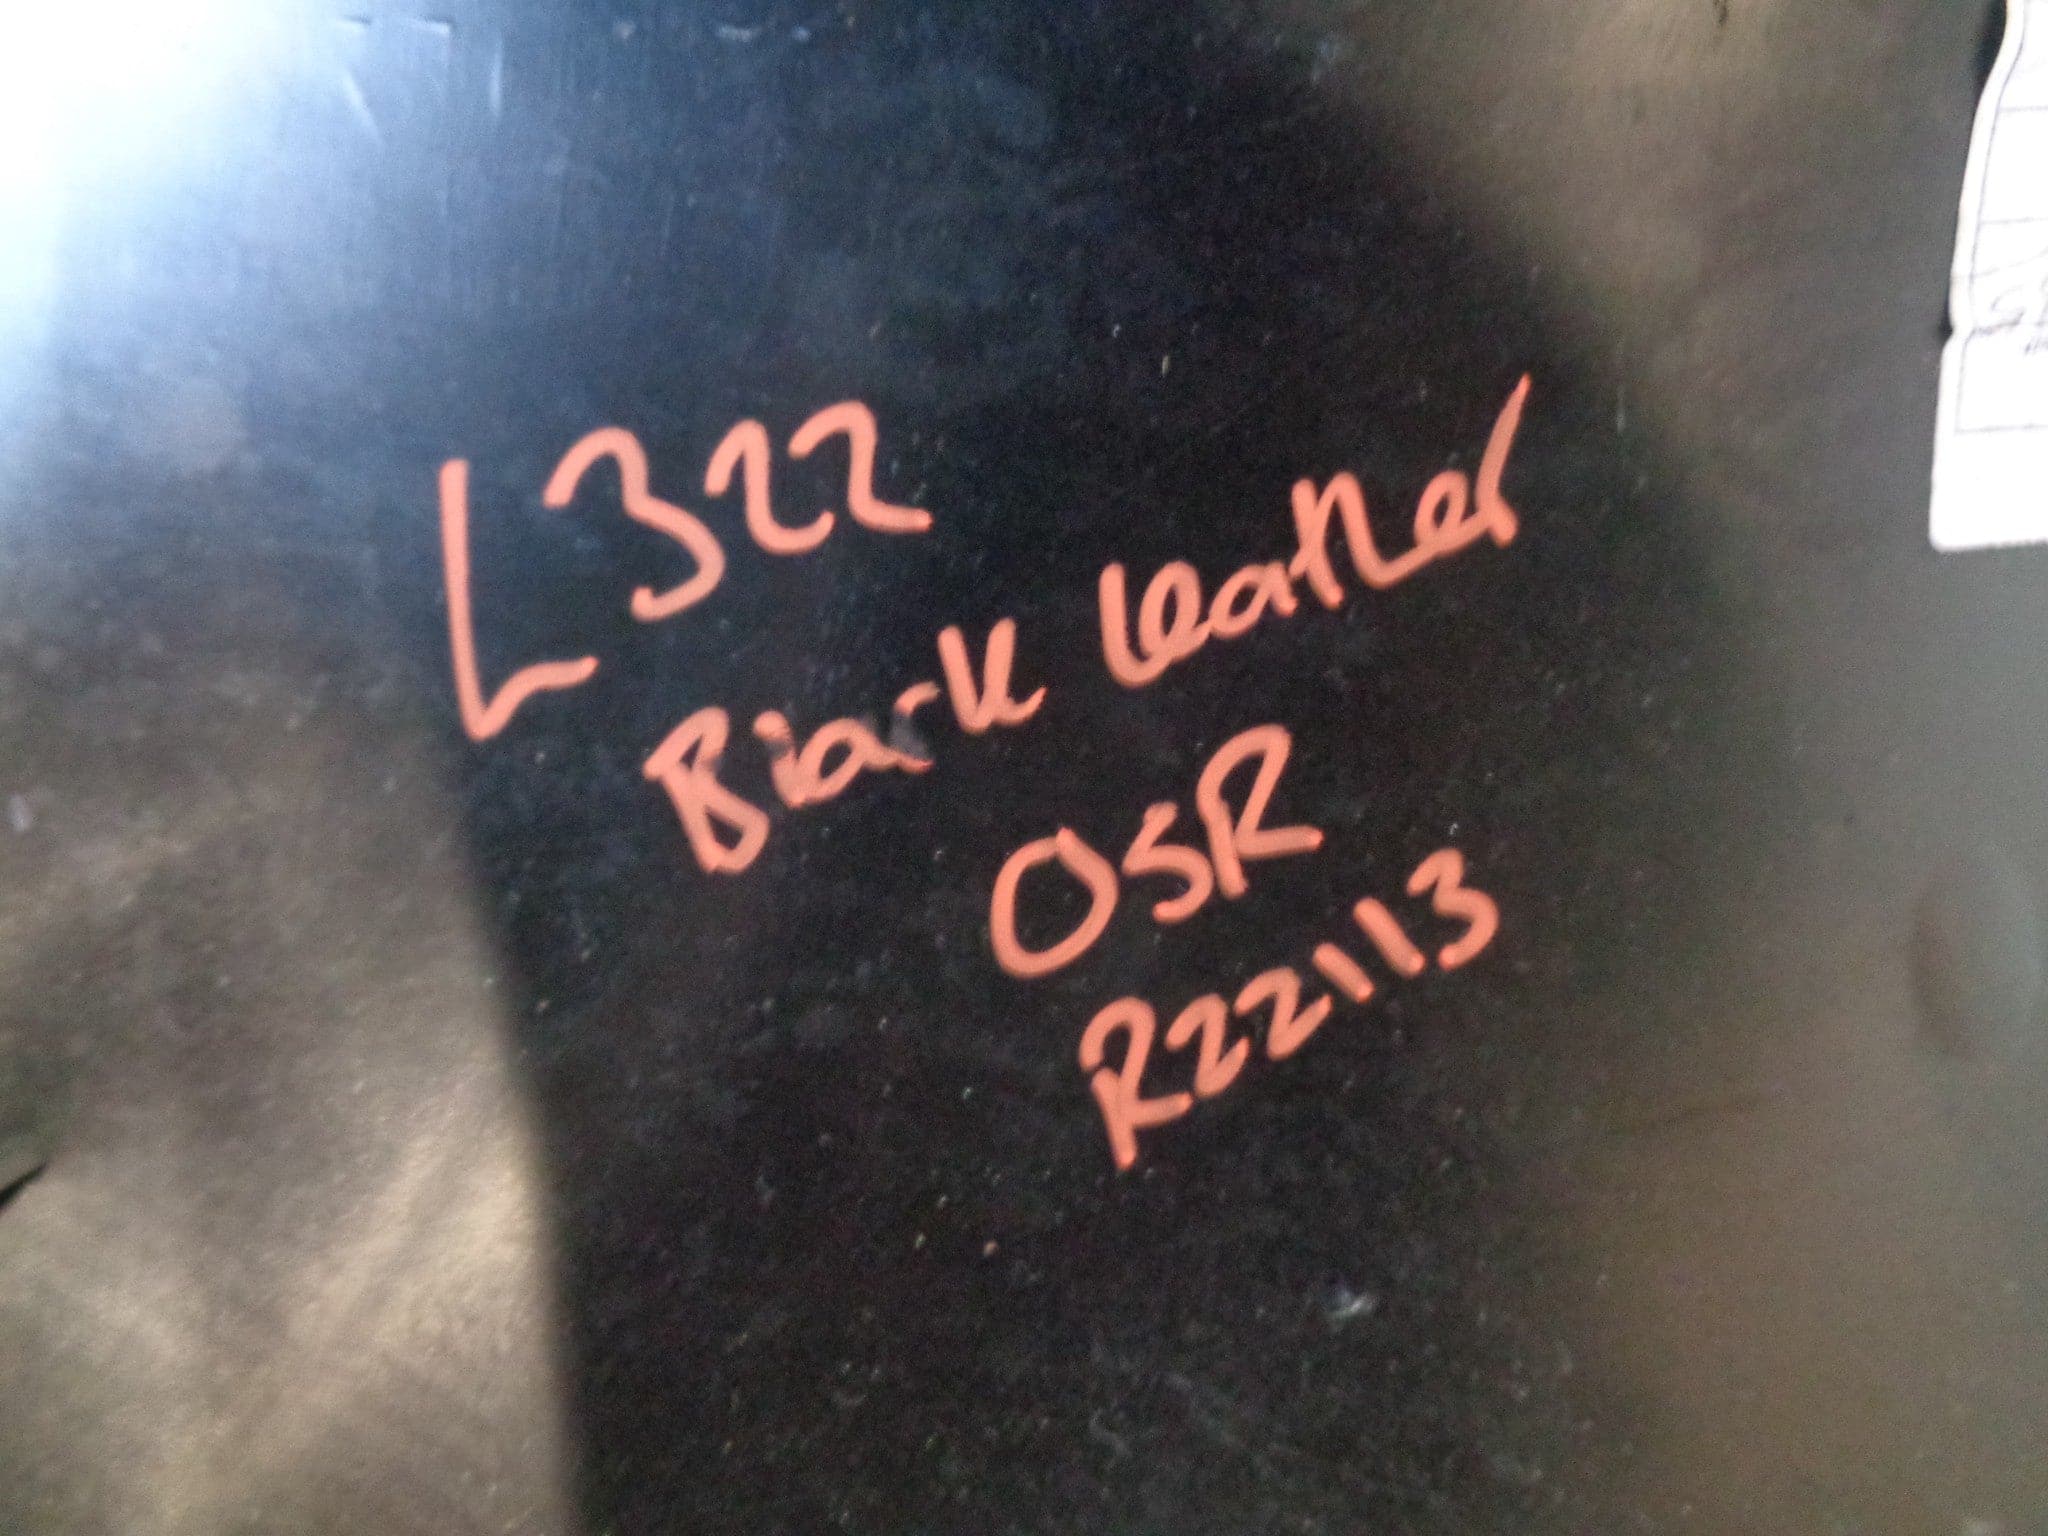 L322
Black leather
OSR
R22113